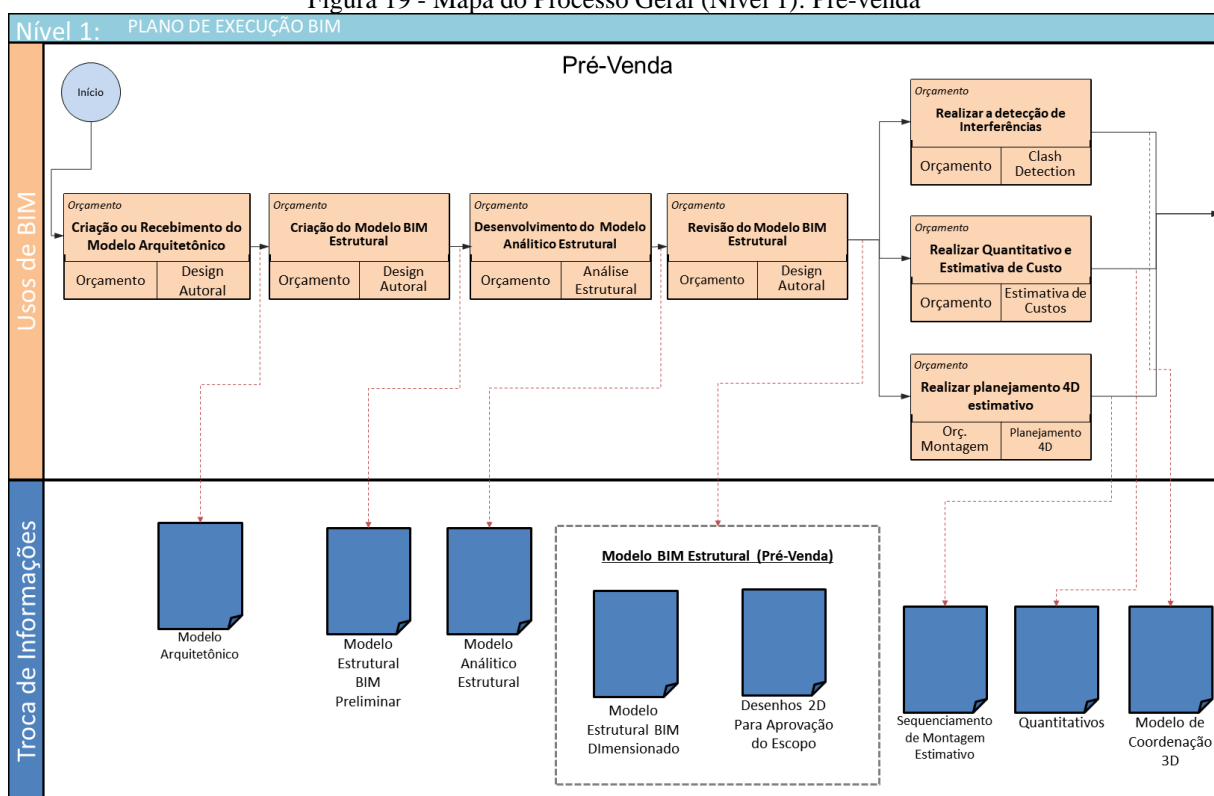 Figura 19 - Mapa do Processo Geral (Nível 1): Pré-venda
Nível 1: PLANO DE EXECUÇÃO BIM
Usos de BIM
Pré-Venda
Início
Orçamento
Criação ou Recebimento do
Modelo Arquitetônico
Orçamento
Design
Autoral
Orçamento
Criação do Modelo BIM
Estrutural
Orçamento
Design
Autoral
Orçamento
Desenvolvimento do Modelo
Análitico Estrutural
Orçamento
Análise
Estrutural
Orçamento
Revisão do Modelo BIM
Estrutural
Orçamento
Design
Autoral
Orçamento
Realizar a detecção de
Interferências
Orçamento
Clash
Detection
Orçamento
Realizar Quantitativo e
Estimativa de Custo
Orçamento
Estimativa de
Custos
Orçamento
Realizar planejamento 4D
estimativo
Orç.
Montagem
Planejamento
4D
Troca de Informações
Modelo
Arquitetônico
Modelo
Estrutural
BIM
Preliminar
Modelo
Análitico
Estrutural
Modelo BIM Estrutural (Pré-Venda)
Modelo
Estrutural BIM
DImensionado
Desenhos 2D
Para Aprovação
do Escopo
Sequenciamento
de Montagem
Estimativo
Quantitativos
Modelo de
Coordenação
3D